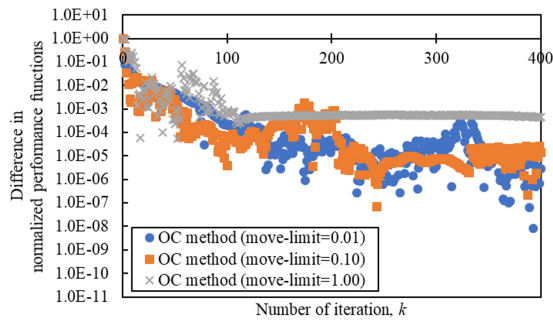 1.0E+01
1.0E+00
1.0E-01
1.0E-02
1.0E-03
1.0E-04
1.0E-05
1.0E-06
1.0E-07
1.0E-08
1.0E-09
1.0E-10
1.0E-11
Difference in
normalized performance functions
0 100 200 300 400
OC method (move-limit=0.01)
OC method (move-limit=0.10)
OC method (move-limit=1.00)
Number of iteration, k